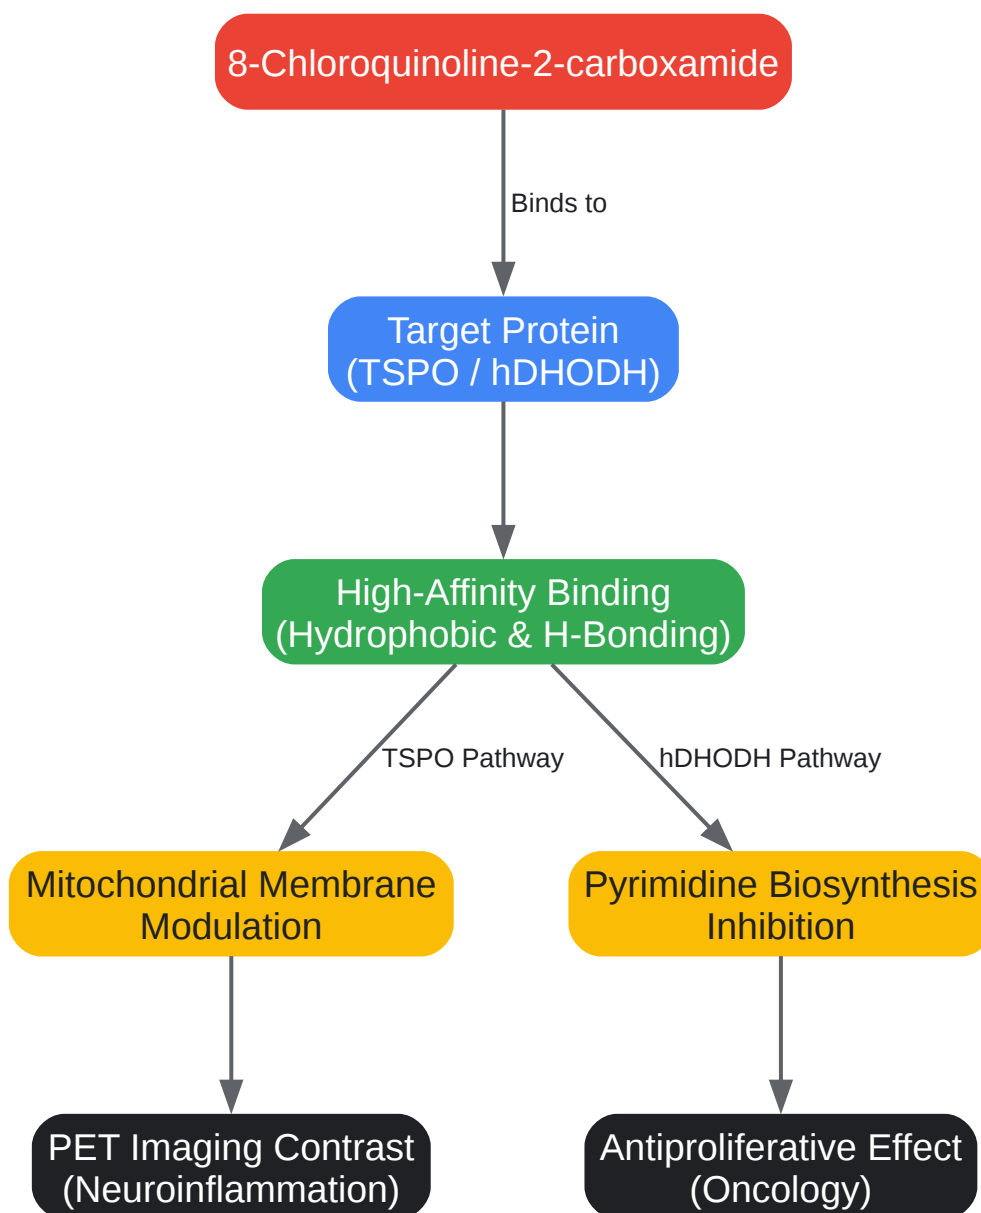 8-Chloroquinoline-2-carboxamide
Binds to
Target Protein
(TSPO / hDHODH)
High-Affinity Binding
(Hydrophobic & H-Bonding)
TSPO Pathway
hDHODH Pathway
Mitochondrial Membrane
Modulation
Pyrimidine Biosynthesis
Inhibition
PET Imaging Contrast
(Neuroinflammation)
Antiproliferative Effect
(Oncology)